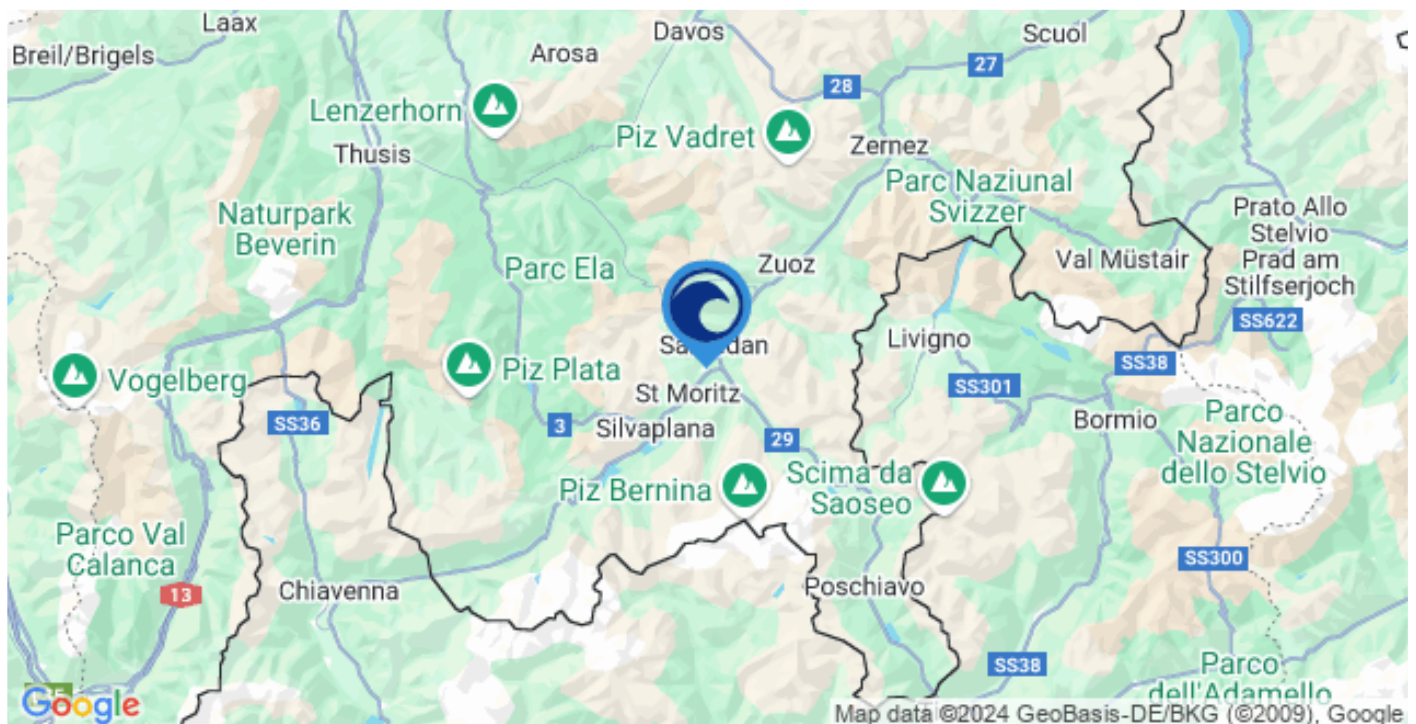 Laax
Davos
Scuol
Breil/Brigels
Arosa
27
28
Lenzerhorn
Piz Vadret
Thusis
Zernez
Parc Naziunal
Svizzer
Naturpark
Beverin
Prato Allo
Stelvio
Prad am
Stilfserjoch
Parc Ela
Zuoz
Val Müstair
SS622
Livigno
SS38
Vogelberg
Piz Plata
St Moritz
SS301
SS36
3
Silvaplana
29
Bormio
Parco
Nazionale
dello Stelvio
Piz Bernina
Scima da
Saoseo
Parco Val
Calanca
SS300
13
Chiavenna
Poschiavo
SS38
Parco
dell'Adamello
Google
Map data ©2024 GeoBasis-DE/BKG (©2009), Google